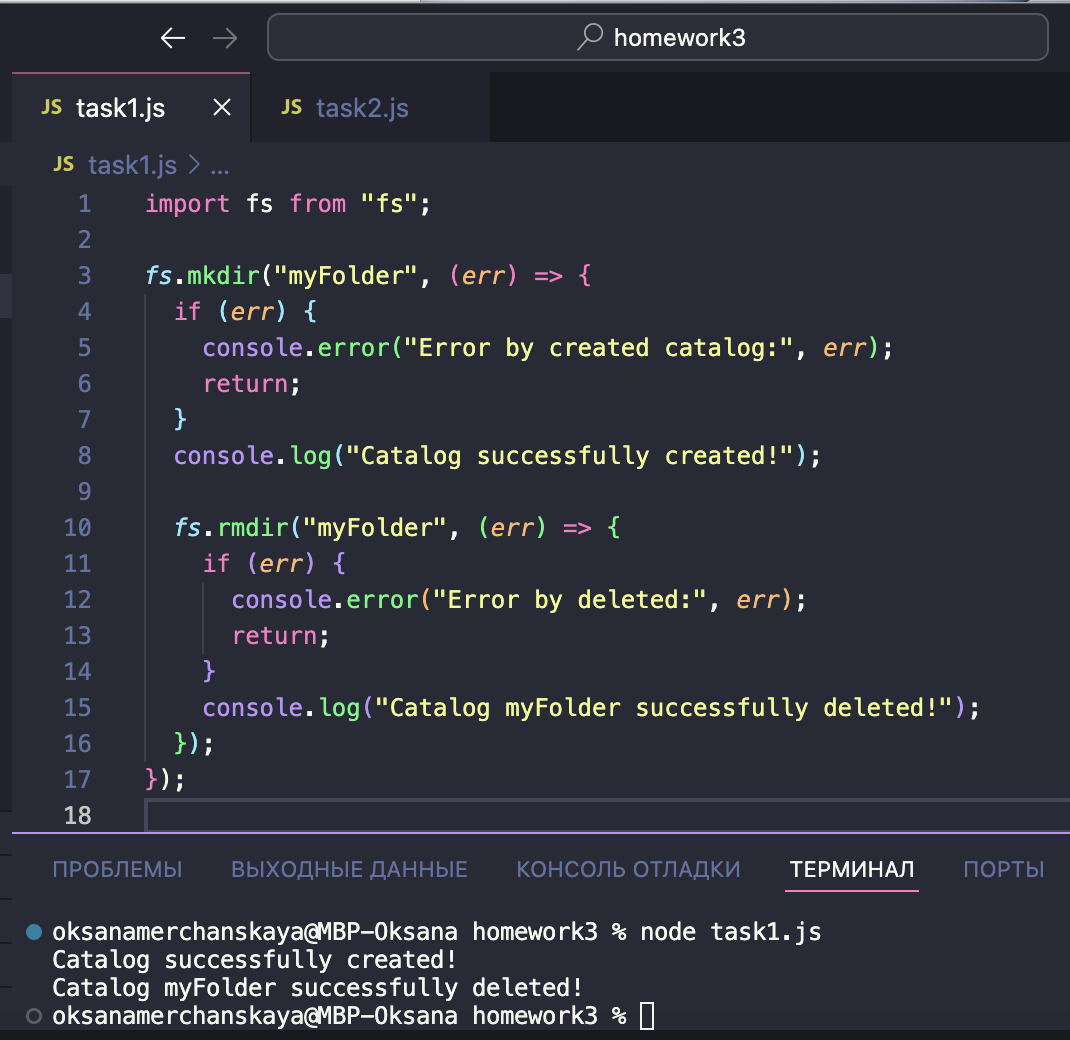 homework3
JS task1.js JS task2.js
JS task1.js > ...
1 import fs from "fs";
2
3 fs.mkdir("myFolder", (err) => {
4 if (err) {
5 console.error("Error by created catalog:", err);
6 return;
7 }
8 console.log("Catalog successfully created!");
9
10 fs.rmdir("myFolder", (err) => {
11 if (err) {
12 console.error("Error by deleted:", err);
13 return;
14 }
15 console.log("Catalog myFolder successfully deleted!");
16 });
17 });
18
ПРОБЛЕМЫ ВЫХОДНЫЕ ДАННЫЕ КОНСОЛЬ ОТЛАДКИ ТЕРМИНАЛ ПОРТЫ
oksanamerchanskaya@MBP-Oksana homework3 % node task1.js
Catalog successfully created!
Catalog myFolder successfully deleted!
oksanamerchanskaya@MBP-Oksana homework3 %